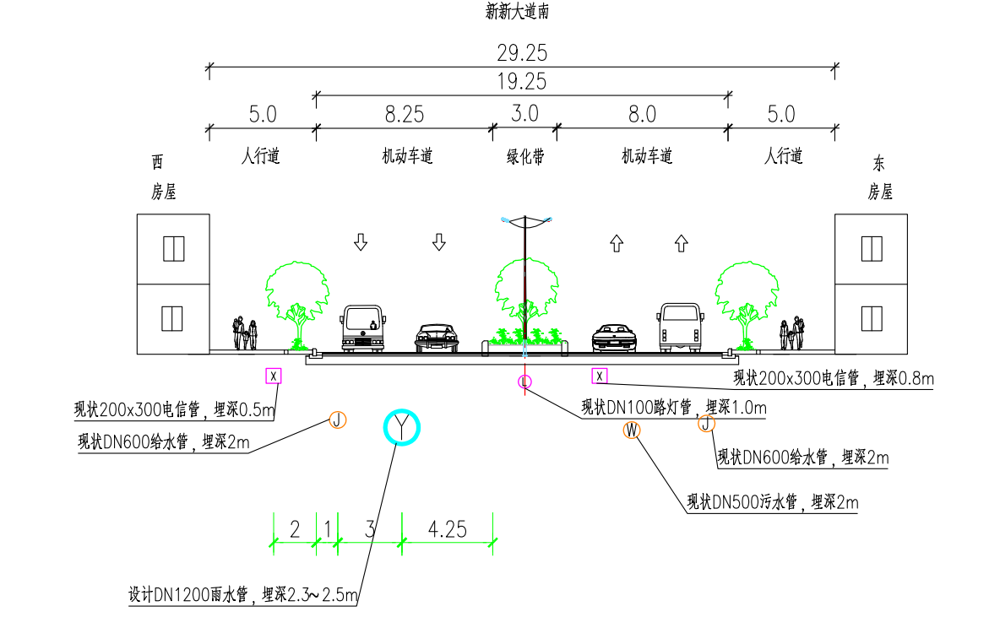 新新大道南
29.25
19.25
5.0 8.25 3.0 8.0 5.0
人行道 机动车道 绿化带 机动车道 人行道
西 东
房屋 房屋
X L X
现状200x300电信管，埋深0.8m
现状200x300电信管，埋深0.5m
现状DN100路灯管，埋深1.0m
J Y W J
现状DN600给水管，埋深2m
现状DN600给水管，埋深2m
现状DN500污水管，埋深2m
2 1 3 4.25
设计DN1200雨水管，埋深2.3~2.5m